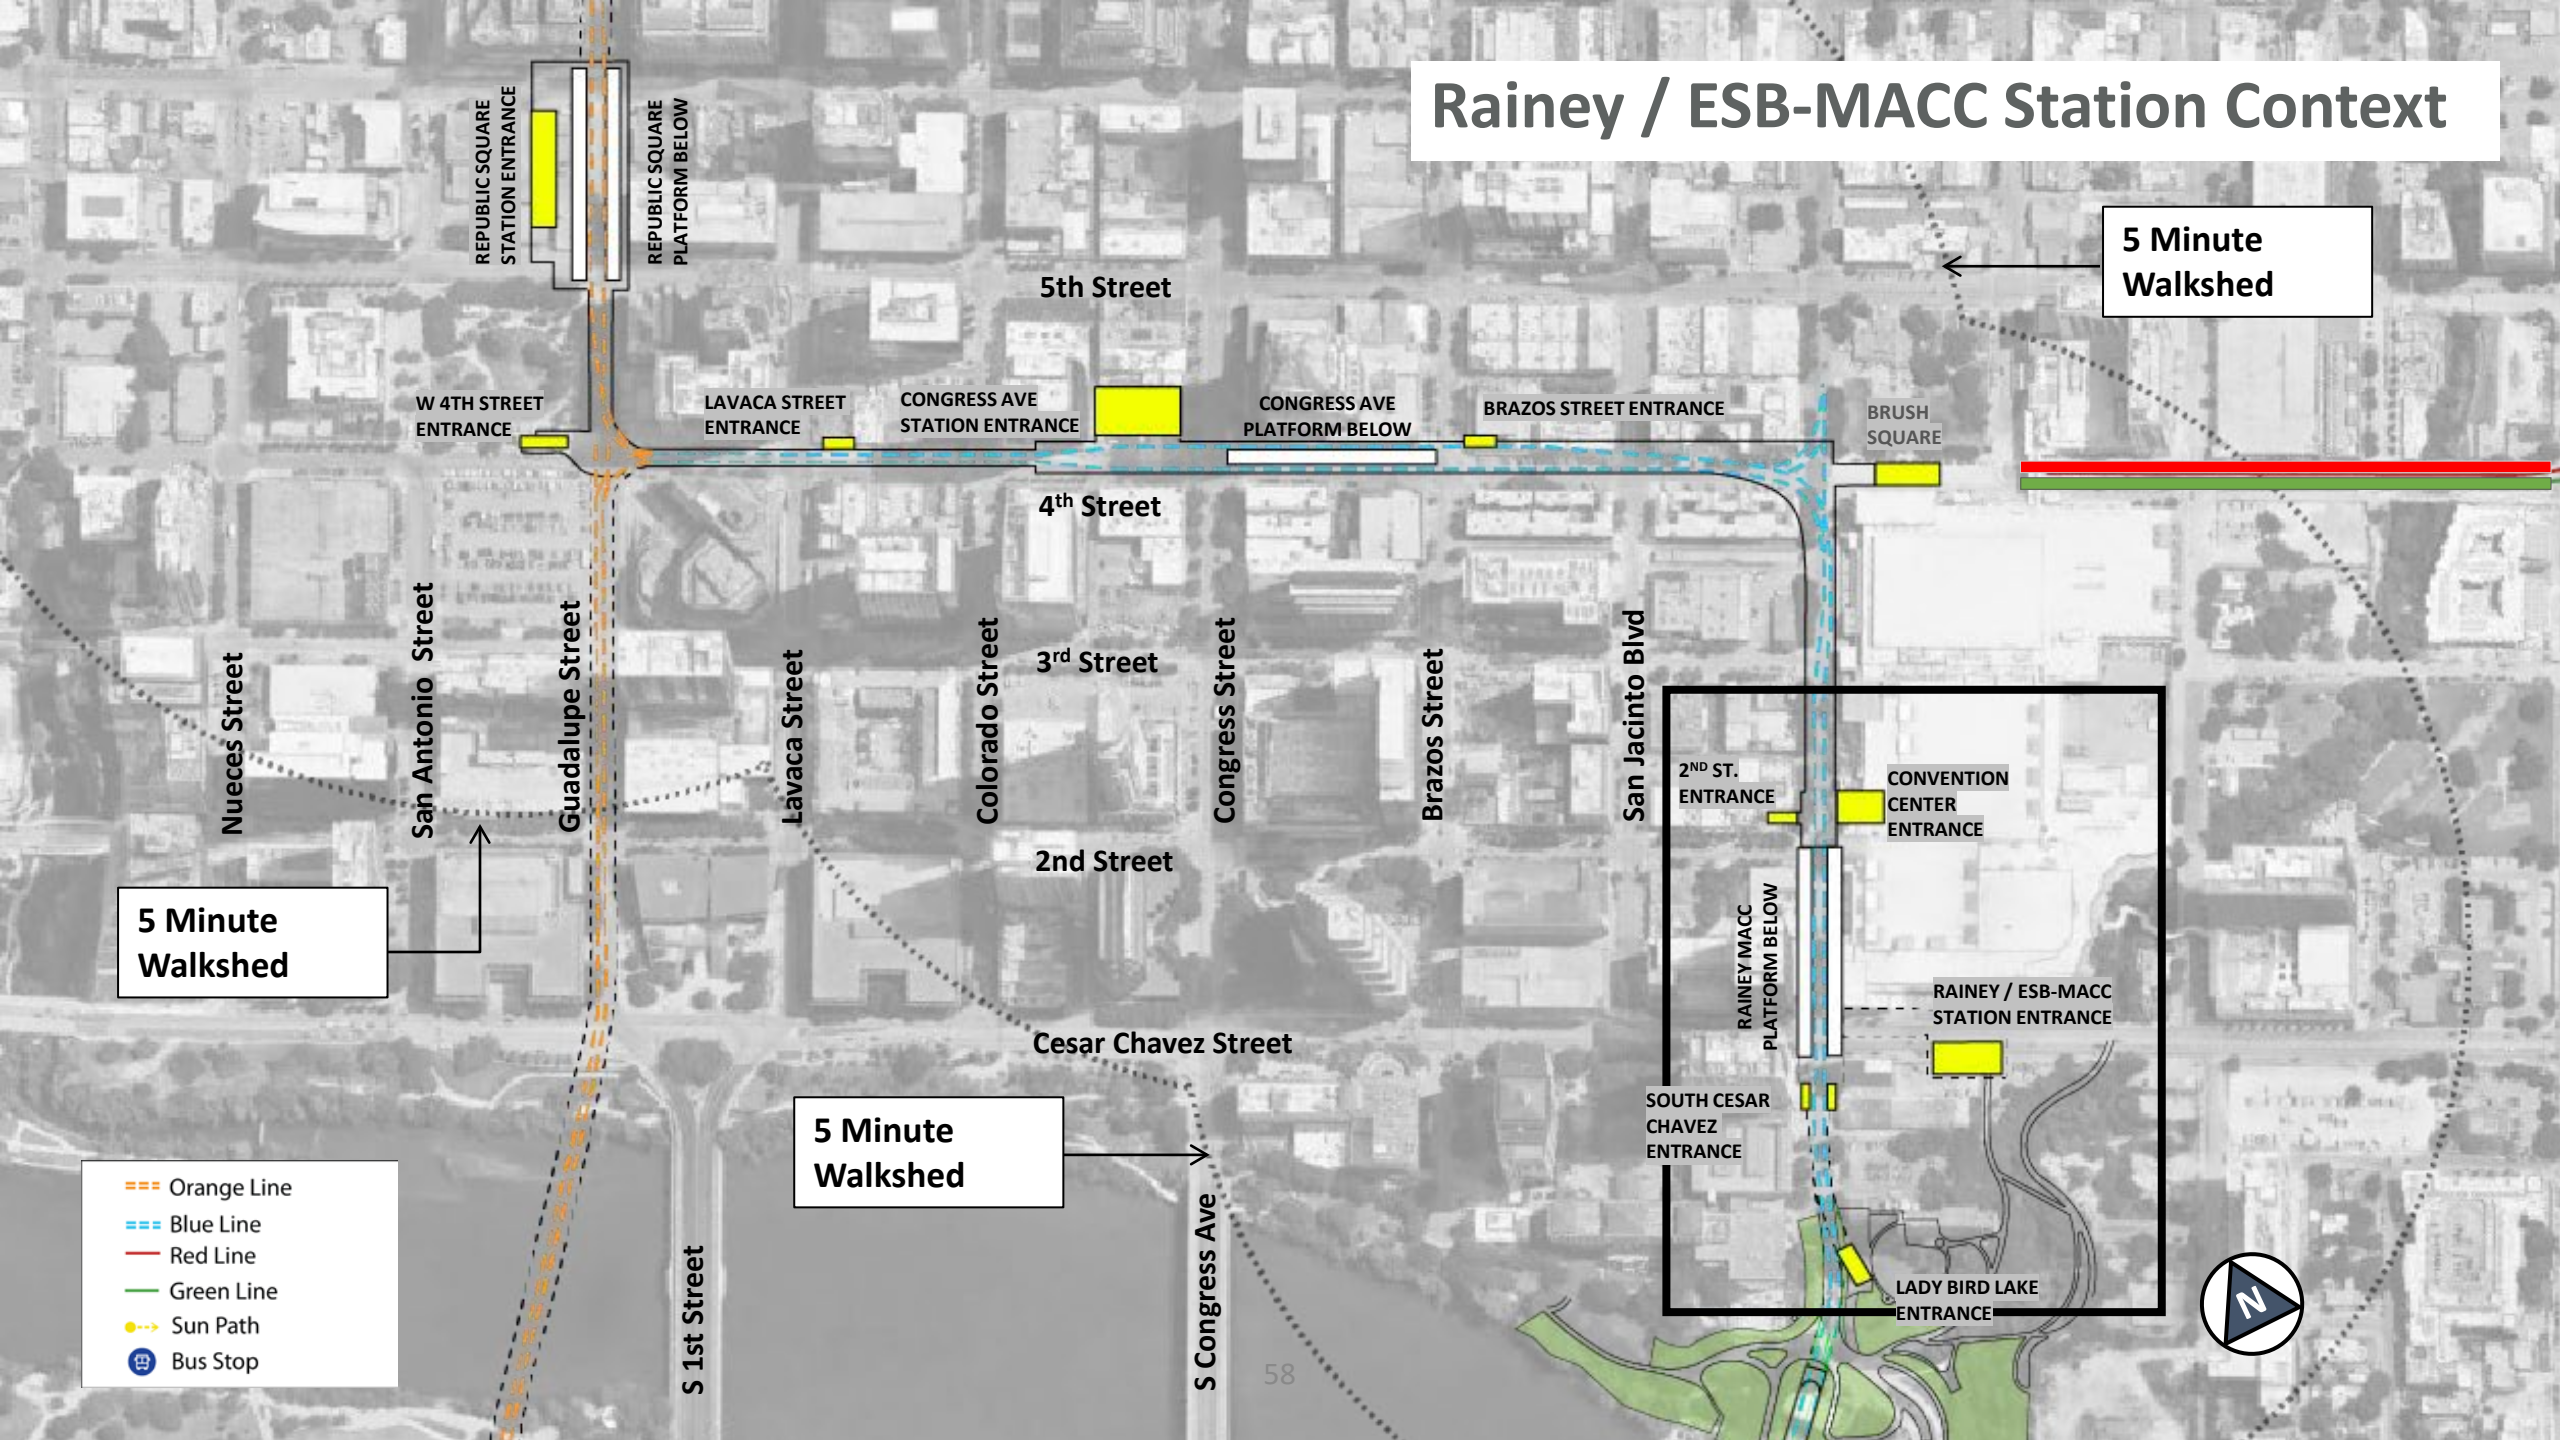 Rainey / ESB-MACC Station Context
REPUBLIC SQUARE
STATION ENTRANCE
REPUBLIC SQUARE
PLATFORM BELOW
5 Minute
Walkshed
5th Street
W 4TH STREET
ENTRANCE
LAVACA STREET
ENTRANCE
CONGRESS AVE
STATION ENTRANCE
CONGRESS AVE
PLATFORM BELOW
BRAZOS STREET ENTRANCE
BRUSH
SQUARE
4th Street
Nueces Street
San Antonio Street
Guadalupe Street
Lavaca Street
Colorado Street
3rd Street
Congress Street
Brazos Street
San Jacinto Blvd
2ND ST.
ENTRANCE
CONVENTION
CENTER
ENTRANCE
2nd Street
5 Minute
Walkshed
RAINEY MACC
PLATFORM BELOW
RAINEY / ESB-MACC
STATION ENTRANCE
Cesar Chavez Street
5 Minute
Walkshed
SOUTH CESAR
CHAVEZ
ENTRANCE
Orange Line
Blue Line
Red Line
Green Line
Sun Path
Bus Stop
S 1st Street
S Congress Ave
58
LADY BIRD LAKE
ENTRANCE
N